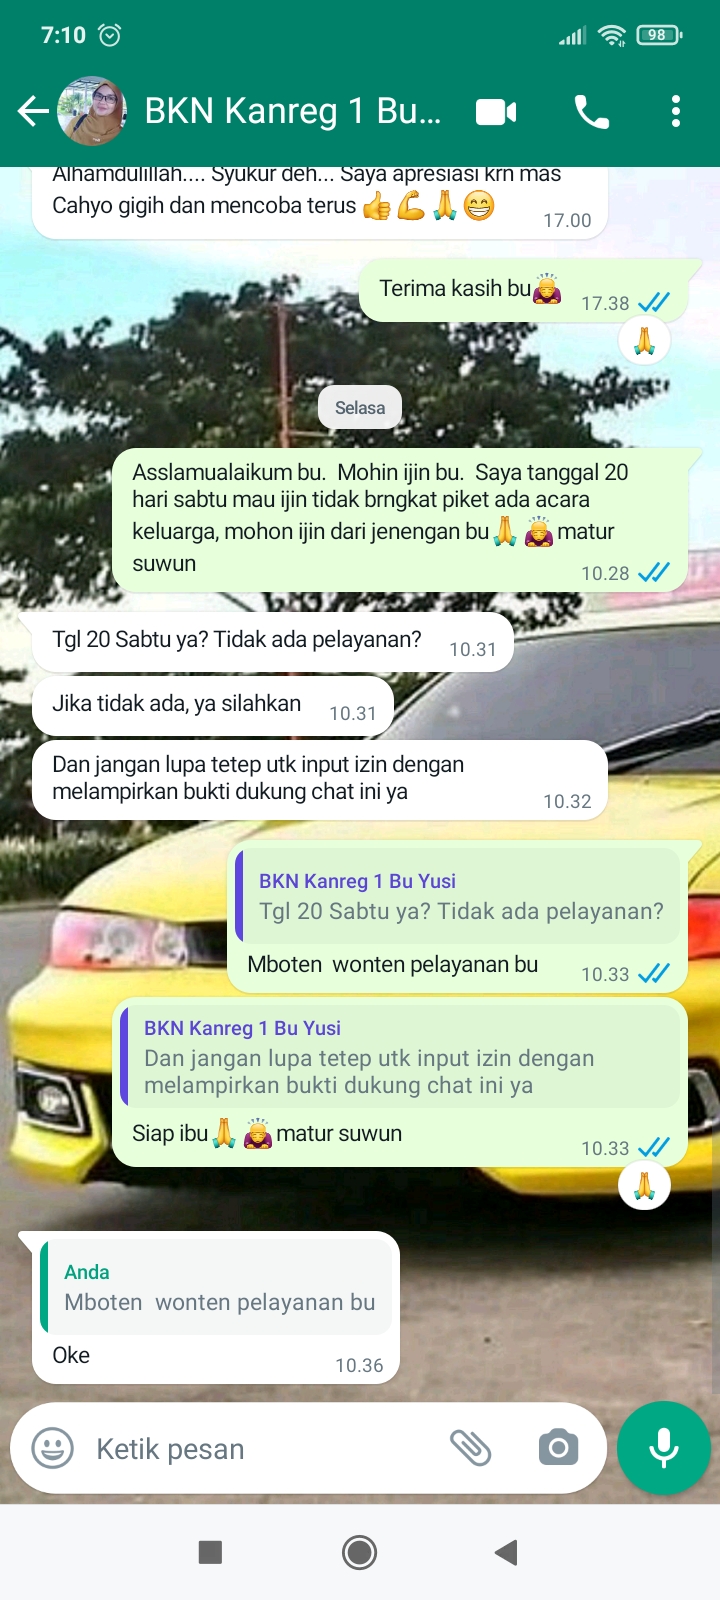 7:10
98
BKN Kanreg 1 Bu...
Alhamdulillah.... Syukur deh... Saya apresiasi krn mas
Cahyo gigih dan mencoba terus 👍💪🙏😁
17.00
Terima kasih bu🙇
17.38
🙏
Selasa
Asslamualaikum bu.  Mohin ijin bu.  Saya tanggal 20
hari sabtu mau ijin tidak brngkat piket ada acara
keluarga, mohon ijin dari jenengan bu🙏🙇matur
suwun
10.28
Tgl 20 Sabtu ya? Tidak ada pelayanan?
10.31
Jika tidak ada, ya silahkan
10.31
Dan jangan lupa tetep utk input izin dengan
melampirkan bukti dukung chat ini ya
10.32
BKN Kanreg 1 Bu Yusi
Tgl 20 Sabtu ya? Tidak ada pelayanan?
Mboten  wonten pelayanan bu
10.33
BKN Kanreg 1 Bu Yusi
Dan jangan lupa tetep utk input izin dengan
melampirkan bukti dukung chat ini ya
Siap ibu🙏🙇matur suwun
10.33
🙏
Anda
Mboten  wonten pelayanan bu
Oke
10.36
Ketik pesan